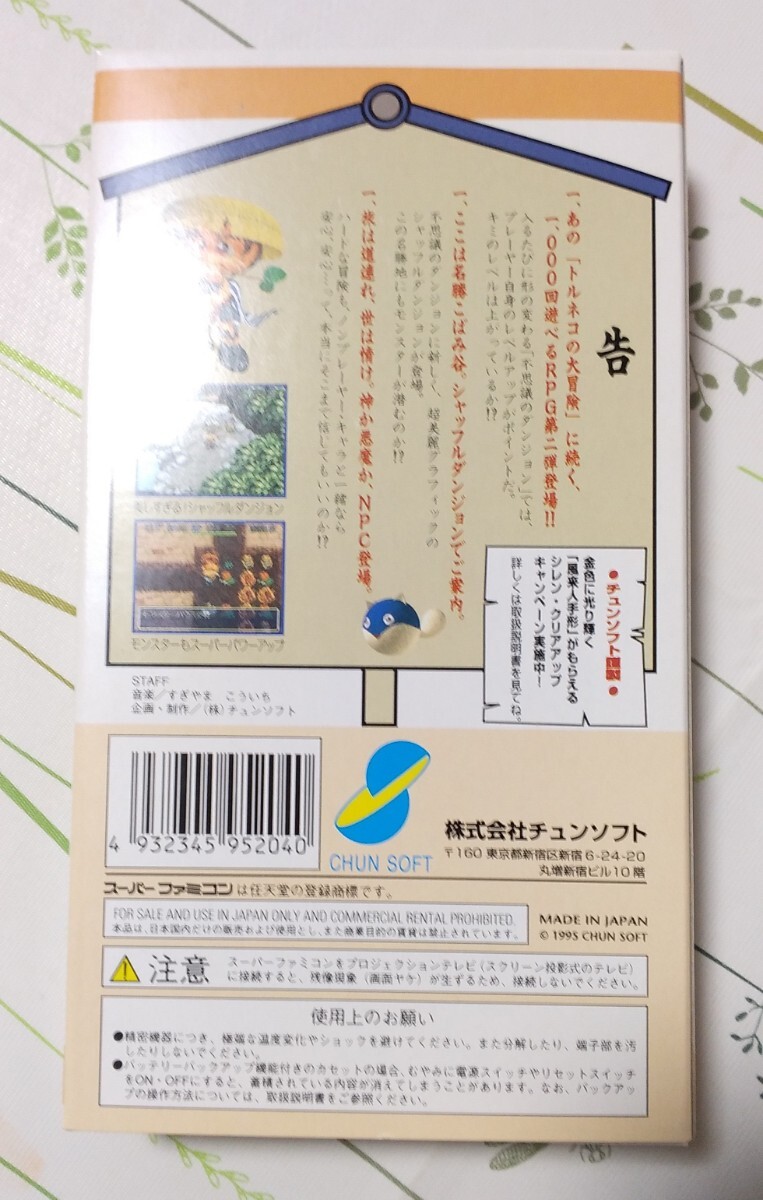 告
一、あの「トルネコの大冒険」に続く、
一、000回遊べるRPG第二弾登場!!
入るたびに形の変わる「不思議のダンジョン」では、
プレーヤー自身のレベルアップがポイントだ。
キミのレベルは上がっているか!?
一、ここは名勝こばみ谷。シャッフルダンジョンでご案内。
不思議のダンジョンに新しく、超美麗グラフィックの
シャッフルダンジョンが登場。
この名勝地にもモンスターが潜むのか!?
一、旅は道連れ、世は情け。神か悪魔か、NPC登場。
ハードな冒険も、ノンプレーヤー・キャラと一緒なら
安心、安心…って、本当にそこまで信じてもいいのか!?
美しすぎる!シャッフルダンジョン
モンスターもスーパーパワーアップ
●チュンソフト謹製●
金色に光り輝く
「風来人手形」がもらえる
シレン・クリアアップ
キャンペーン実施中!
詳しくは取扱説明書を見てね。
STAFF
音楽/すぎやま こういち
企画・制作/(株)チュンソフト
4 932345 952040
CHUN SOFT
株式会社チュンソフト
〒160 東京都新宿区新宿6-24-20
丸増新宿ビル10階
スーパーファミコンは任天堂の登録商標です。
FOR SALE AND USE IN JAPAN ONLY AND COMMERCIAL RENTAL PROHIBITED.
本品は、日本国内だけの販売および使用とし、また商業目的の賃貸は禁止されています。
MADE IN JAPAN
© 1995 CHUN SOFT
注意
スーパーファミコンをプロジェクションテレビ(スクリーン投影式のテレビ)
に接続すると、残像現象(画面ヤケ)が生ずるため、接続しないでください。
使用上のお願い
●精密機器につき、極端な温度変化やショックを避けてください。また分解したり、端子部を汚
したりしないでください。
●バッテリーバックアップ機能付きのカセットの場合、むやみに電源スイッチやリセットスイッチ
をON・OFFにすると、蓄積されている内容が消えてしまうことがあります。なお、バックアッ
プの操作方法については、取扱説明書をご参照ください。